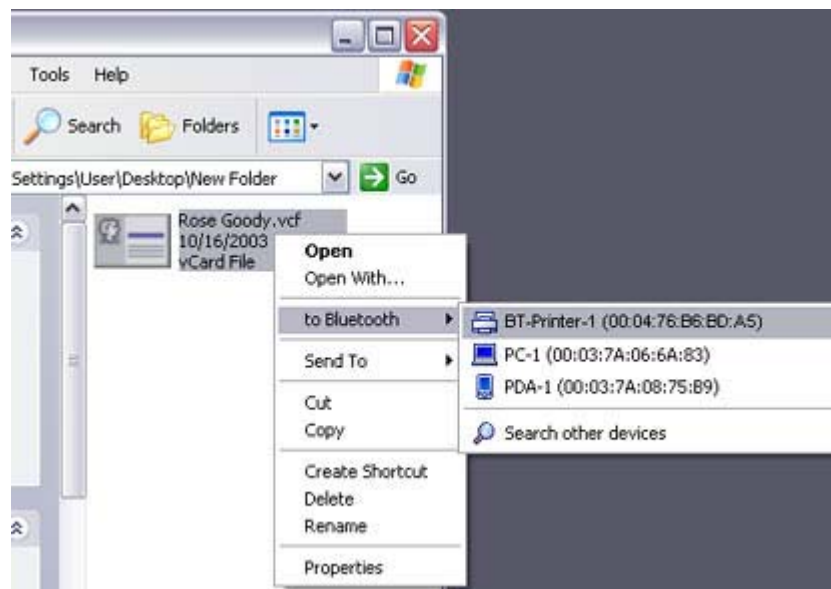 Tools Help
Search Folders
Settings\User\Desktop\New Folder Go
Rose Goody.vcf
10/16/2003
vCard File
Open
Open With...
to Bluetooth
BT-Printer-1 (00:04:76:B6:BD:A5)
PC-1 (00:03:7A:06:6A:83)
PDA-1 (00:03:7A:08:75:B9)
Search other devices
Send To
Cut
Copy
Create Shortcut
Delete
Rename
Properties